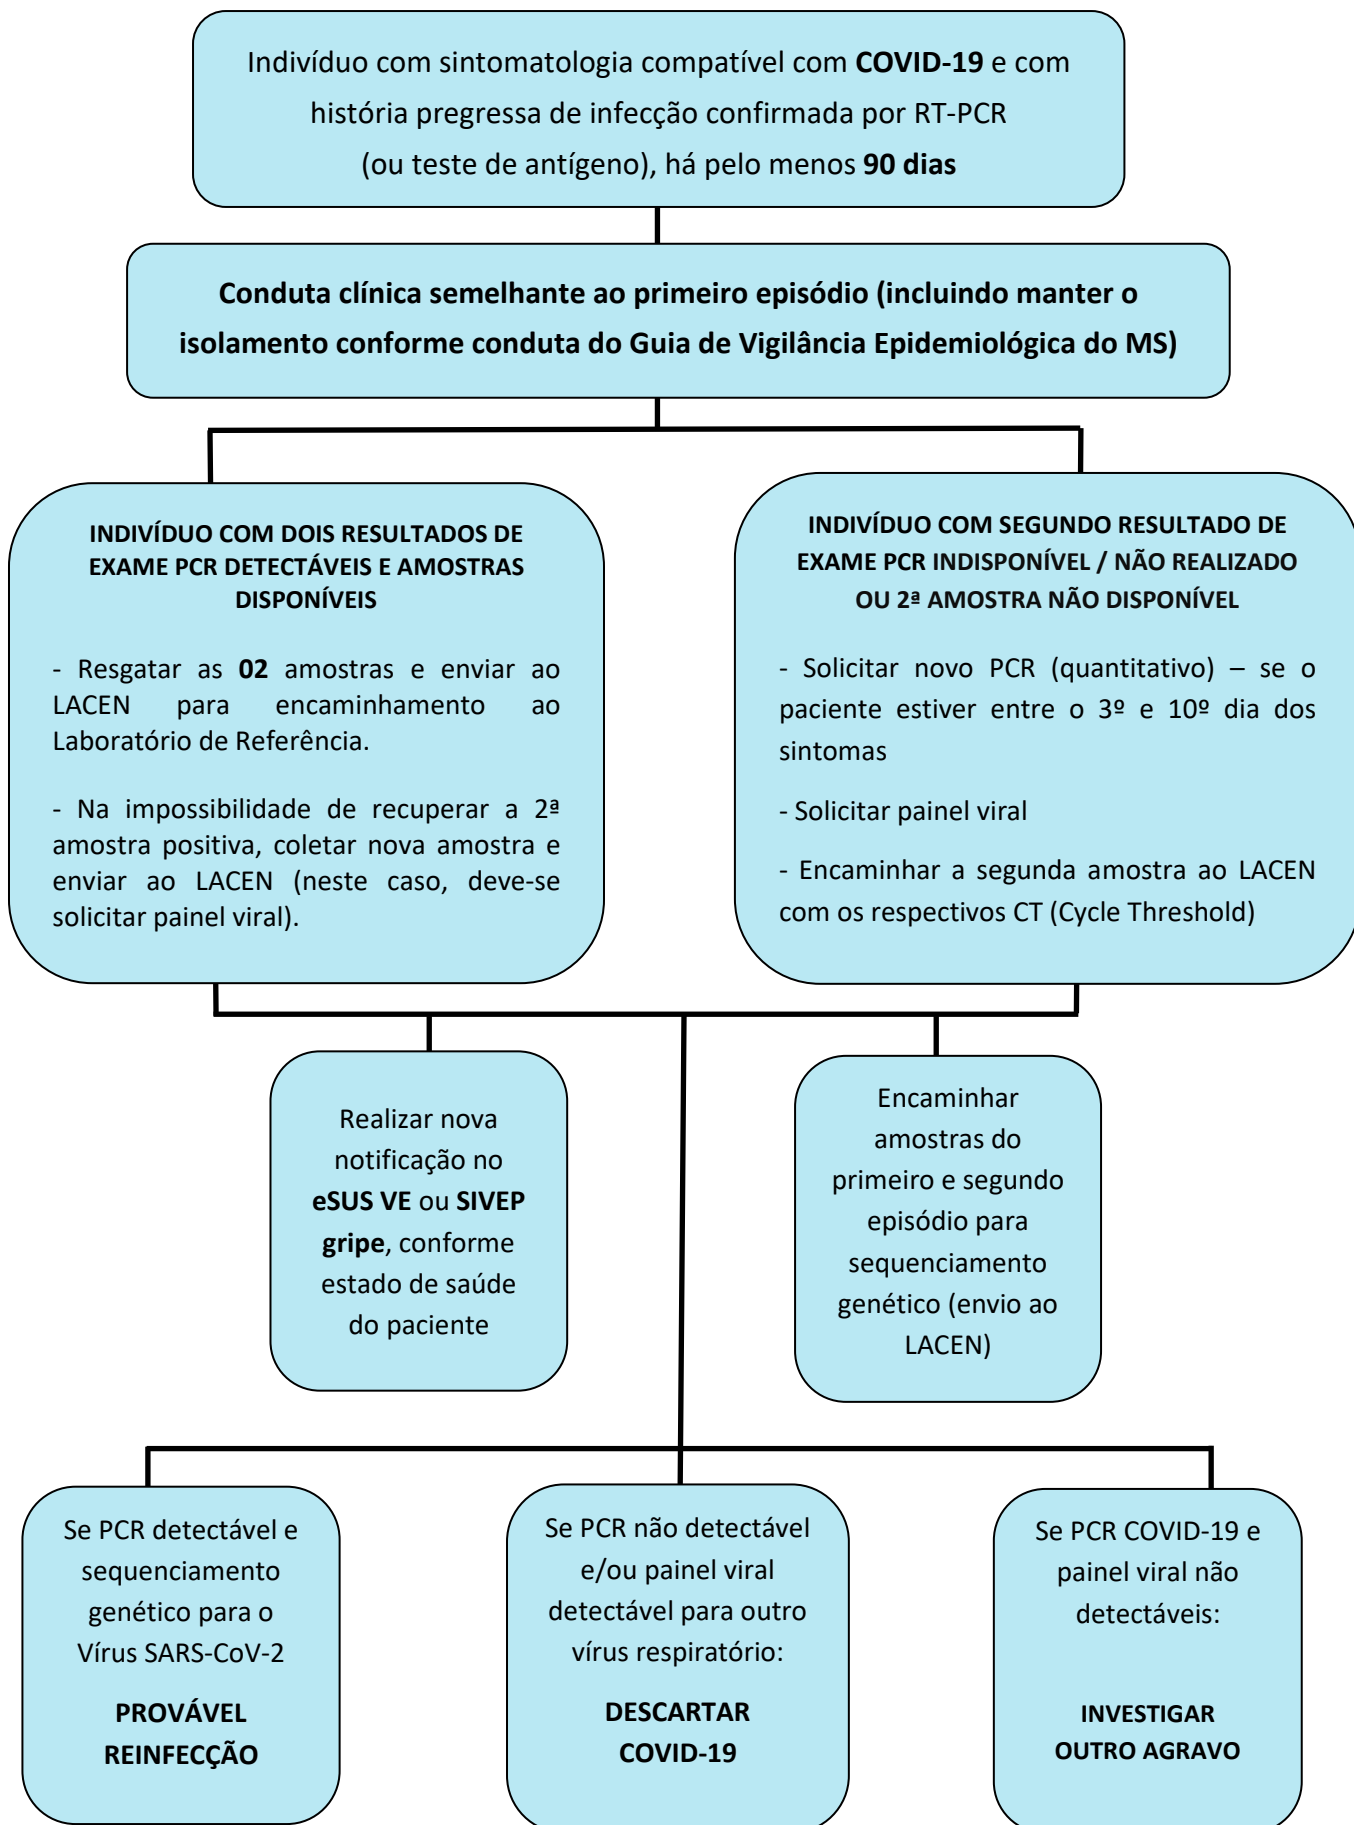 Indivíduo com sintomatologia compatível com COVID-19 e com
história pregressa de infecção confirmada por RT-PCR
(ou teste de antígeno), há pelo menos 90 dias
Conduta clínica semelhante ao primeiro episódio (incluindo manter o
isolamento conforme conduta do Guia de Vigilância Epidemiológica do MS)
INDIVÍDUO COM DOIS RESULTADOS DE
EXAME PCR DETECTÁVEIS E AMOSTRAS
DISPONÍVEIS
- Resgatar as 02 amostras e enviar ao
LACEN para encaminhamento ao
Laboratório de Referência.
- Na impossibilidade de recuperar a 2ª
amostra positiva, coletar nova amostra e
enviar ao LACEN (neste caso, deve-se
solicitar painel viral).
INDIVÍDUO COM SEGUNDO RESULTADO DE
EXAME PCR INDISPONÍVEL / NÃO REALIZADO
OU 2ª AMOSTRA NÃO DISPONÍVEL
- Solicitar novo PCR (quantitativo) – se o
paciente estiver entre o 3º e 10º dia dos
sintomas
- Solicitar painel viral
- Encaminhar a segunda amostra ao LACEN
com os respectivos CT (Cycle Threshold)
Realizar nova
notificação no
eSUS VE ou SIVEP
gripe, conforme
estado de saúde
do paciente
Encaminhar
amostras do
primeiro e segundo
episódio para
sequenciamento
genético (envio ao
LACEN)
Se PCR detectável e
sequenciamento
genético para o
Vírus SARS-CoV-2
PROVÁVEL
REINFECÇÃO
Se PCR não detectável
e/ou painel viral
detectável para outro
vírus respiratório:
DESCARTAR
COVID-19
Se PCR COVID-19 e
painel viral não
detectáveis:
INVESTIGAR
OUTRO AGRAVO